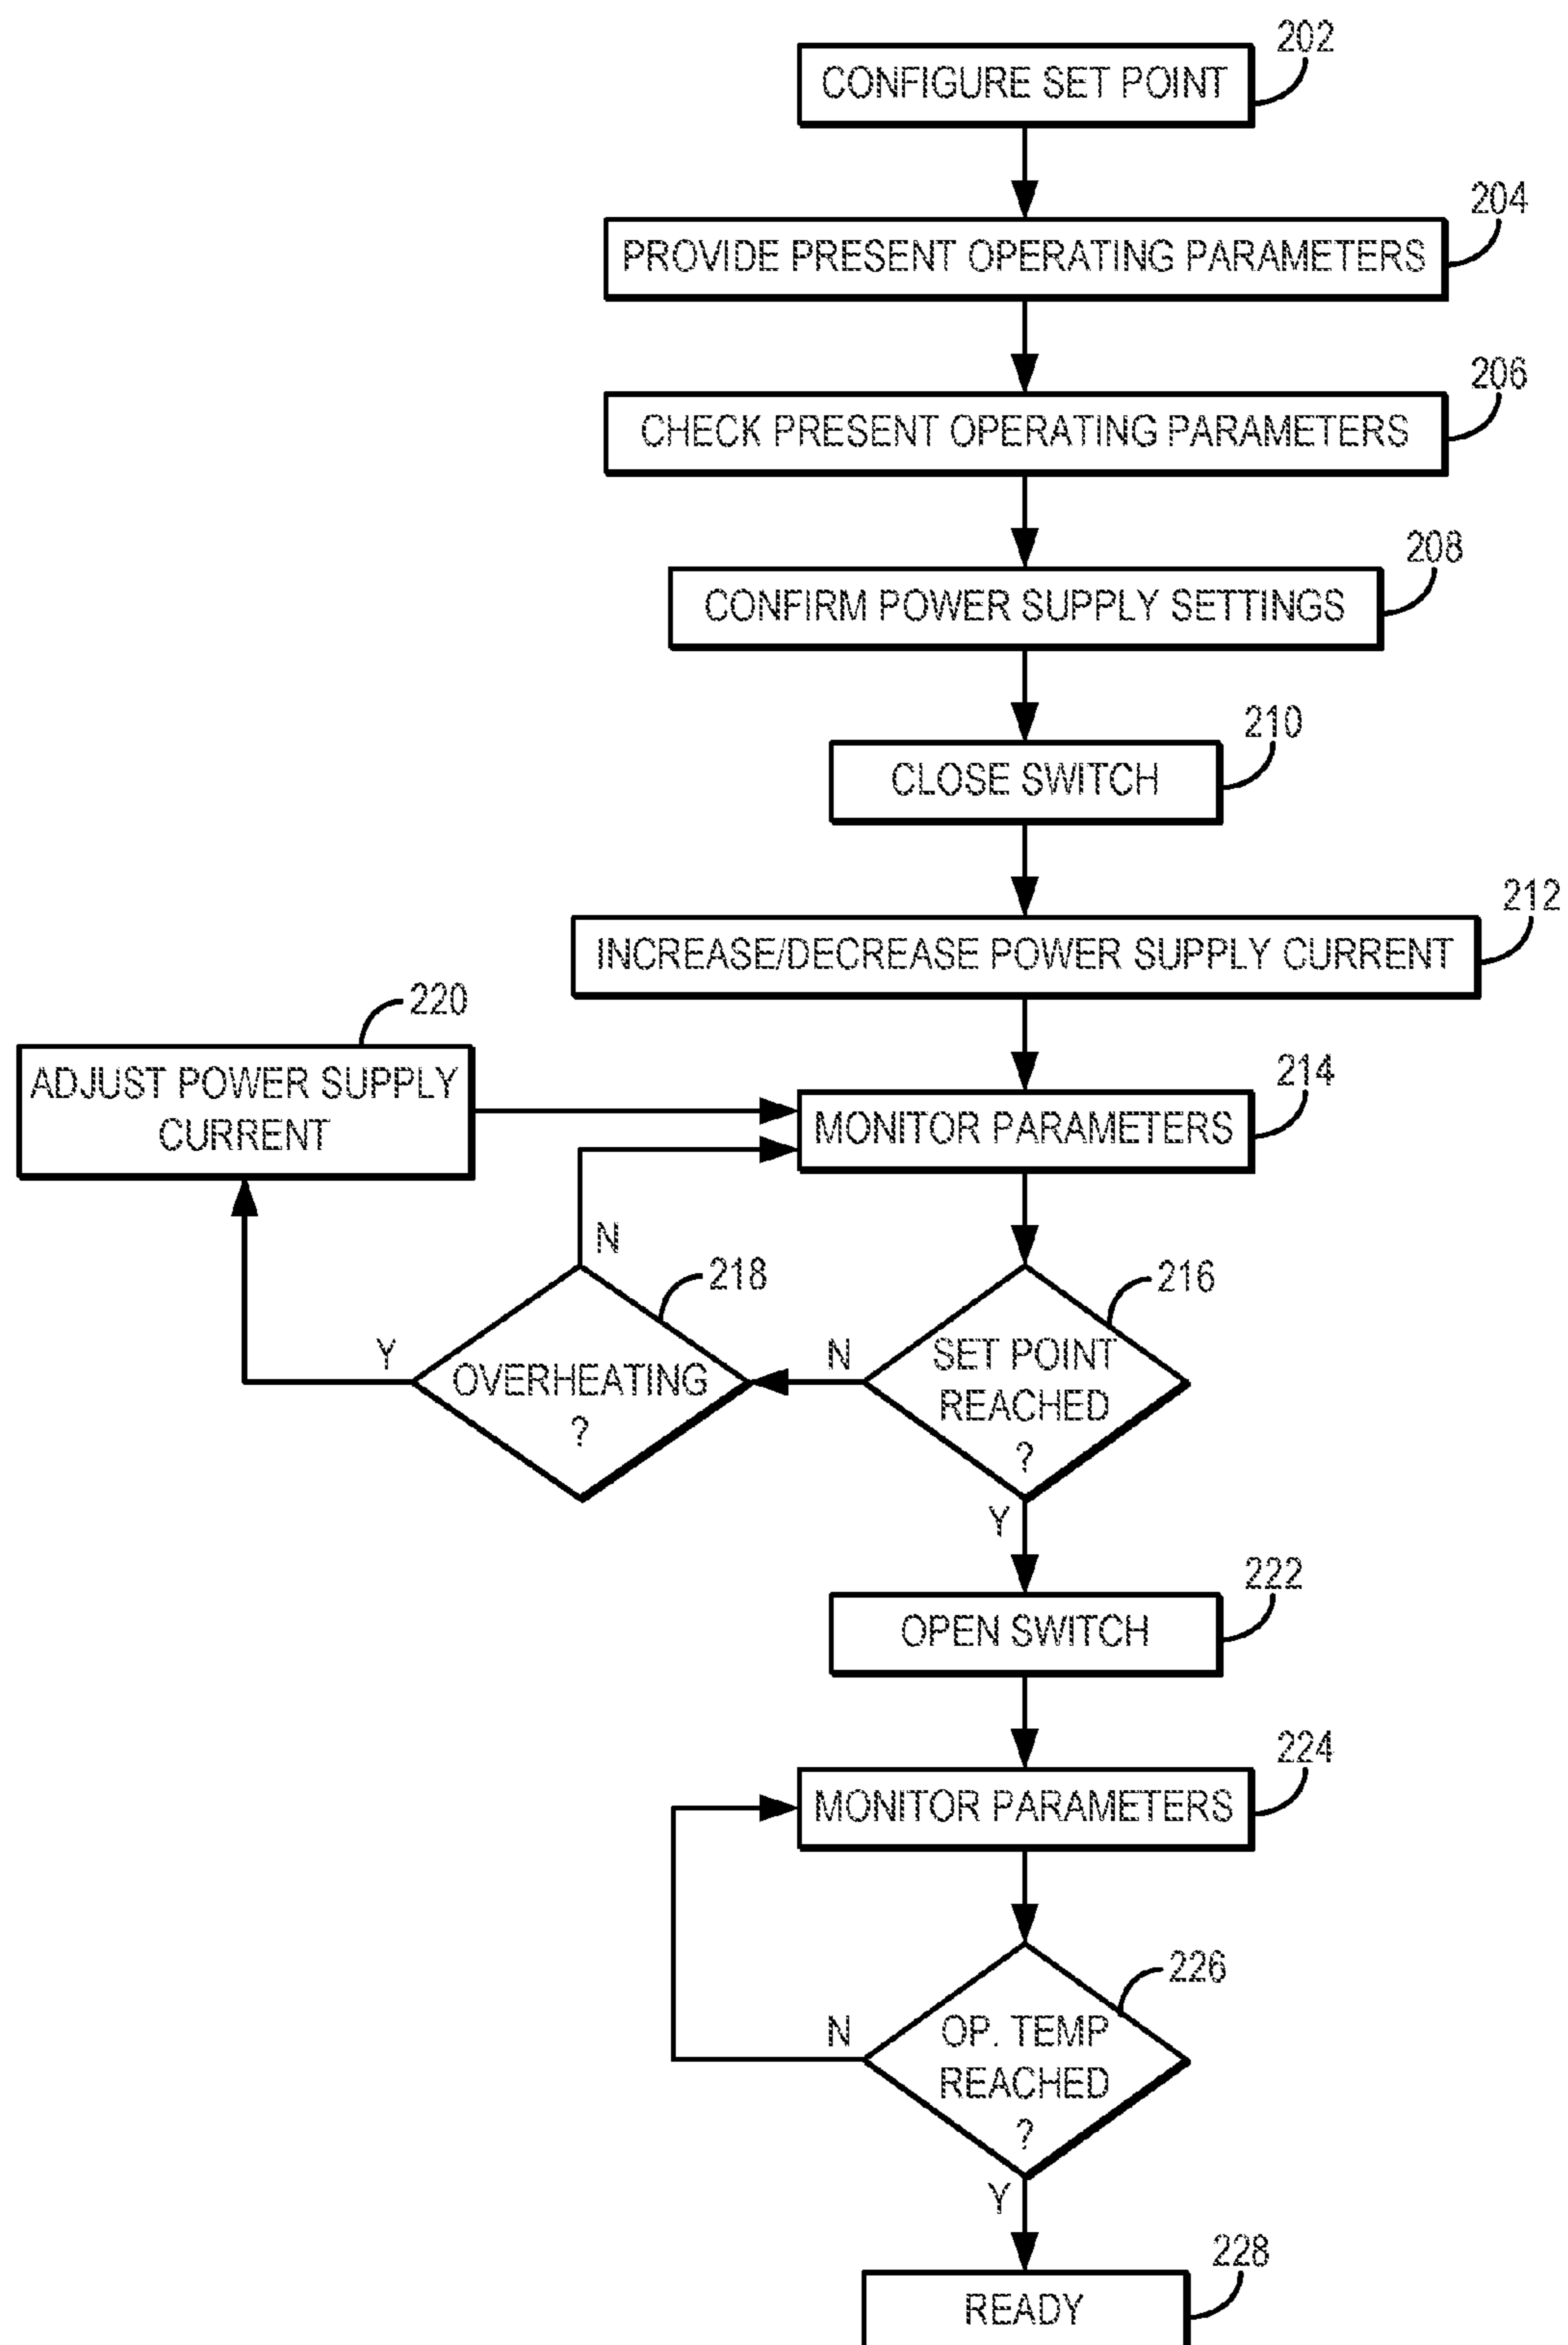 202
CONFIGURE SET POINT
204
PROVIDE PRESENT OPERATING PARAMETERS
206
CHECK PRESENT OPERATING PARAMETERS
208
CONFIRM POWER SUPPLY SETTINGS
210
CLOSE SWITCH
212
INCREASE/DECREASE POWER SUPPLY CURRENT
220
ADJUST POWER SUPPLY
CURRENT
214
MONITOR PARAMETERS
N
218
216
Y
OVERHEATING
?
N
SET POINT
REACHED
?
Y
222
OPEN SWITCH
224
MONITOR PARAMETERS
226
N
OP. TEMP
REACHED
?
Y
228
READY